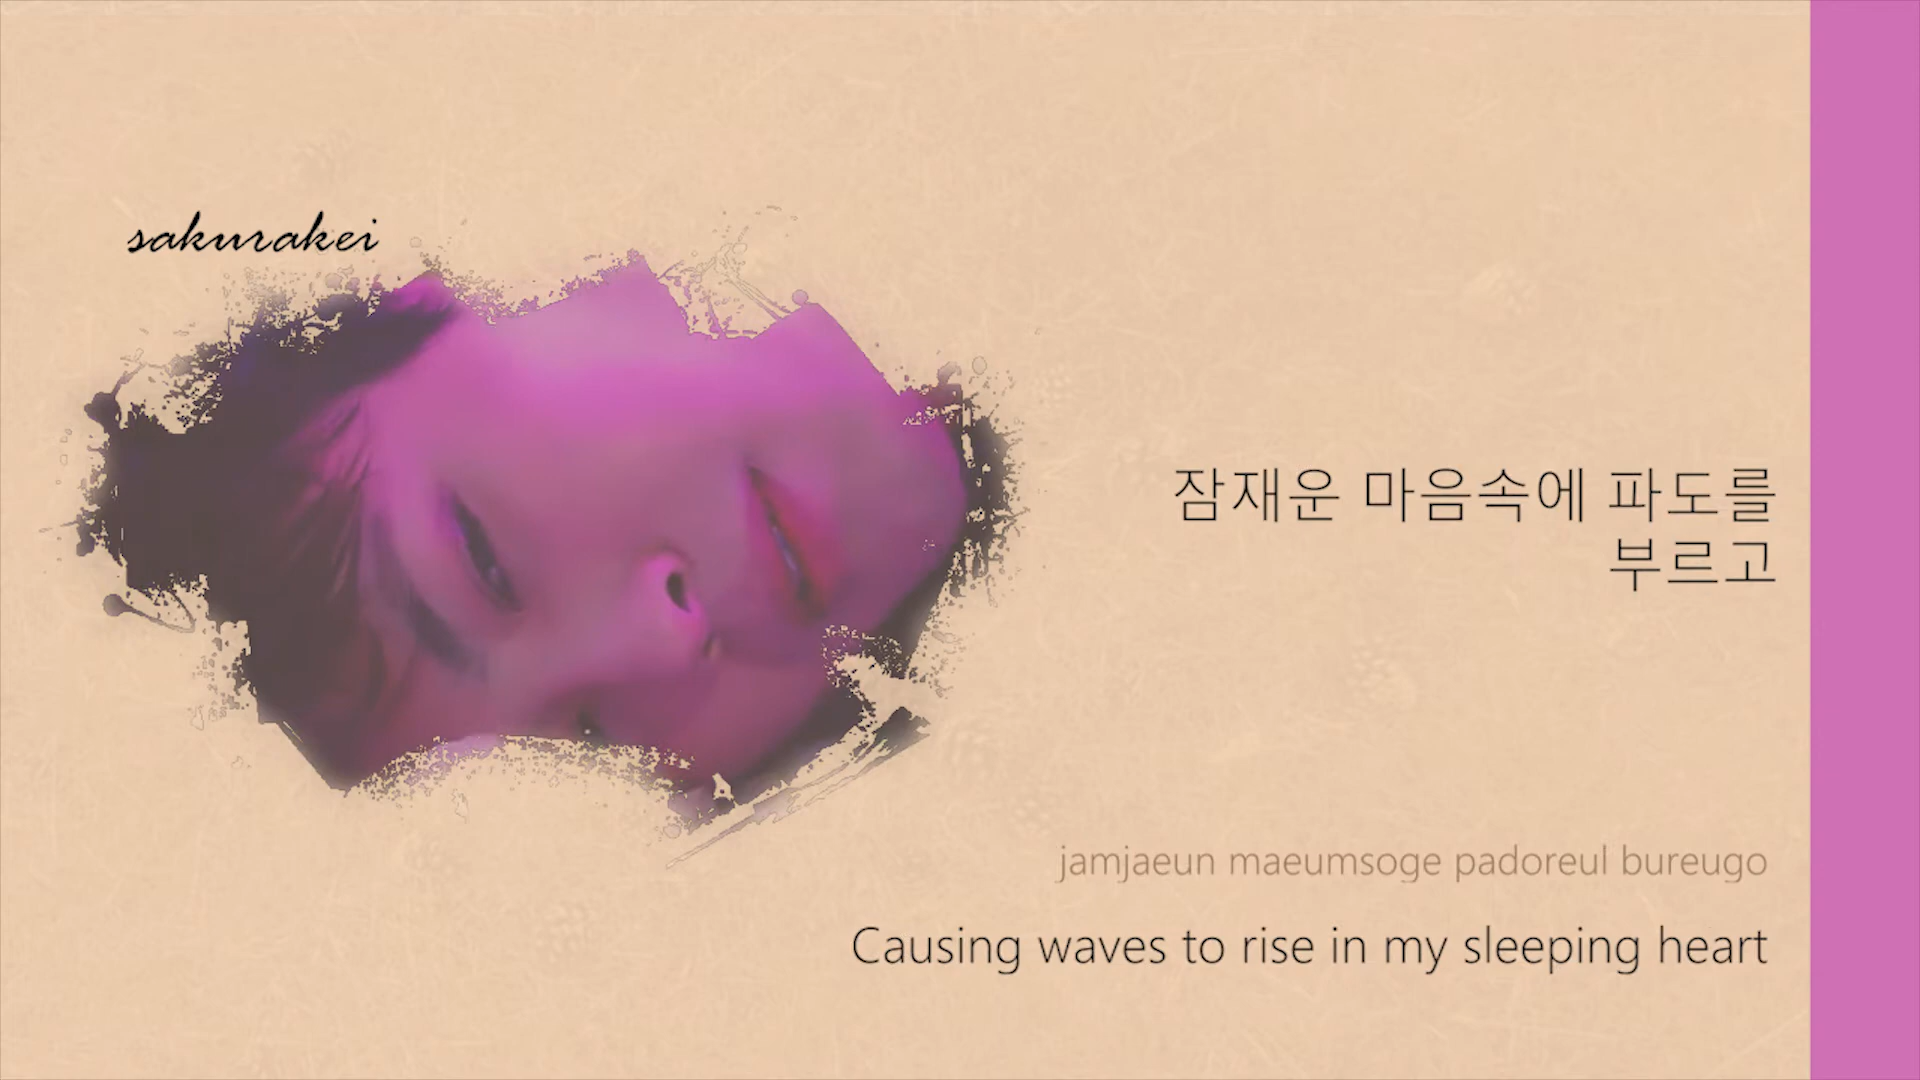 sakurakei
잠재운 마음속에 파도를
부르고
jamjaeun maeumsoge padoreul bureugo
Causing waves to rise in my sleeping heart